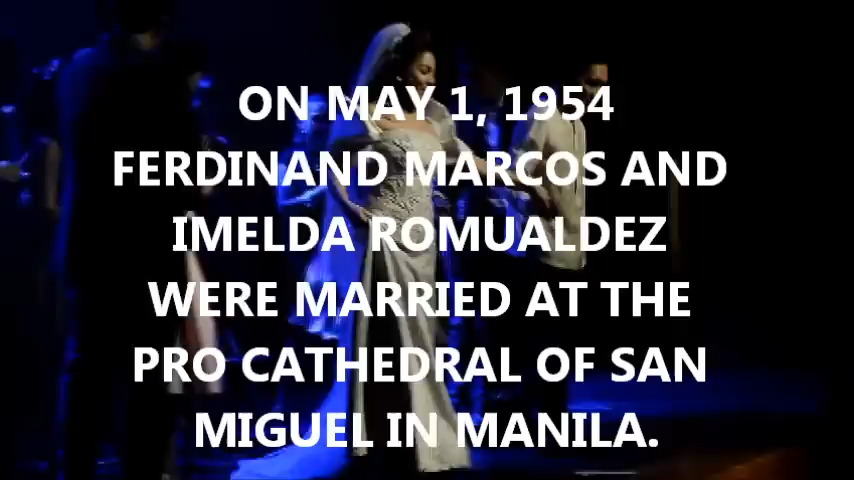 ON MAY 1, 1954
FERDINAND MARCOS AND
IMELDA ROMUALDEZ
WERE MARRIED AT THE
PRO CATHEDRAL OF SAN
MIGUEL IN MANILA.